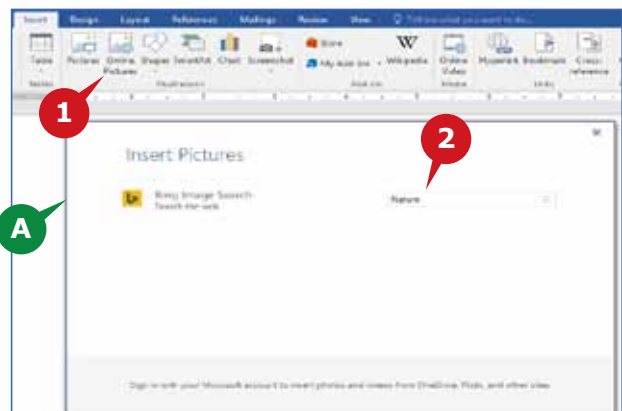 Insert Design Layout References Mailings Review View Tell me what you want to do...
Table Pictures Online Pictures Shapes SmartArt Chart Screenshot Store My Add-ins W Wikipedia Online Video Hyperlink Bookmark Cross-reference
Tables Illustrations Add-ins Media Links
1
2
Insert Pictures
Bing Image Search
Search the web
Nature
A
Sign in with your Microsoft account to insert photos and videos from OneDrive, Flickr, and other sites.